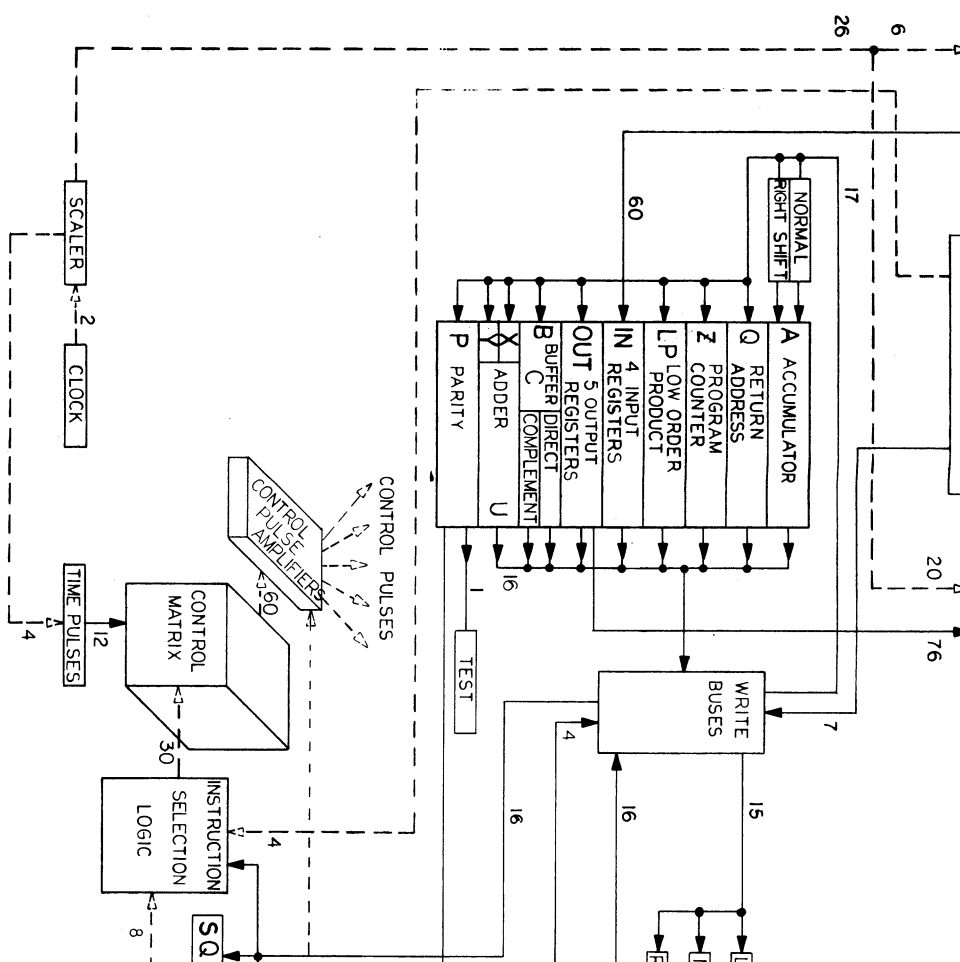 6
26
17
NORMAL
RIGHT SHIFT
60
A ACCUMULATOR
Q RETURN
ADDRESS
Z PROGRAM
COUNTER
LP LOW ORDER
PRODUCT
IN 4 INPUT
REGISTERS
OUT 5 OUTPUT
REGISTERS
B BUFFER
C
DIRECT
COMPLEMENT
X
Y
ADDER
U
P PARITY
16
1
TEST
20
76
WRITE
BUSES
7
4
16
15
16
SCALER
2
CLOCK
CONTROL PULSES
CONTROL
PULSE
AMPLIFIERS
60
4
TIME PULSES
12
CONTROL
MATRIX
30
INSTRUCTION
SELECTION
LOGIC
4
8
SQ